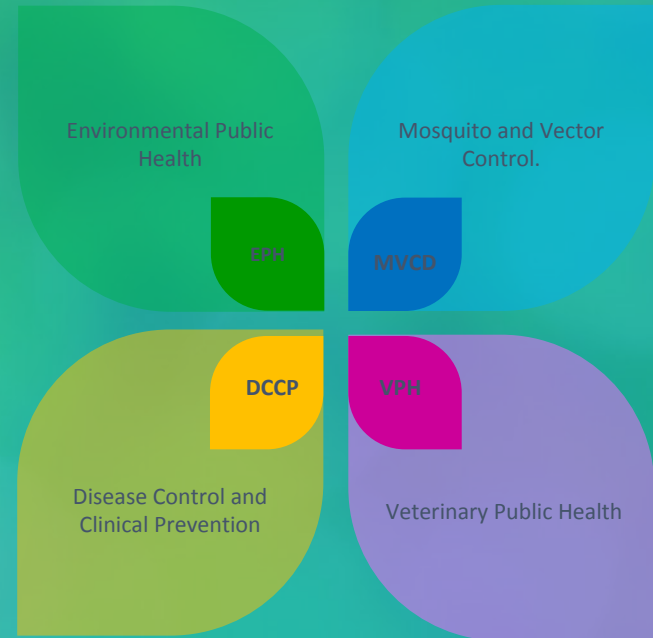 Environmental Public
Health
Mosquito and Vector
Control.
EPH
MVCD
DCCP
VPH
Disease Control and
Clinical Prevention
Veterinary Public Health